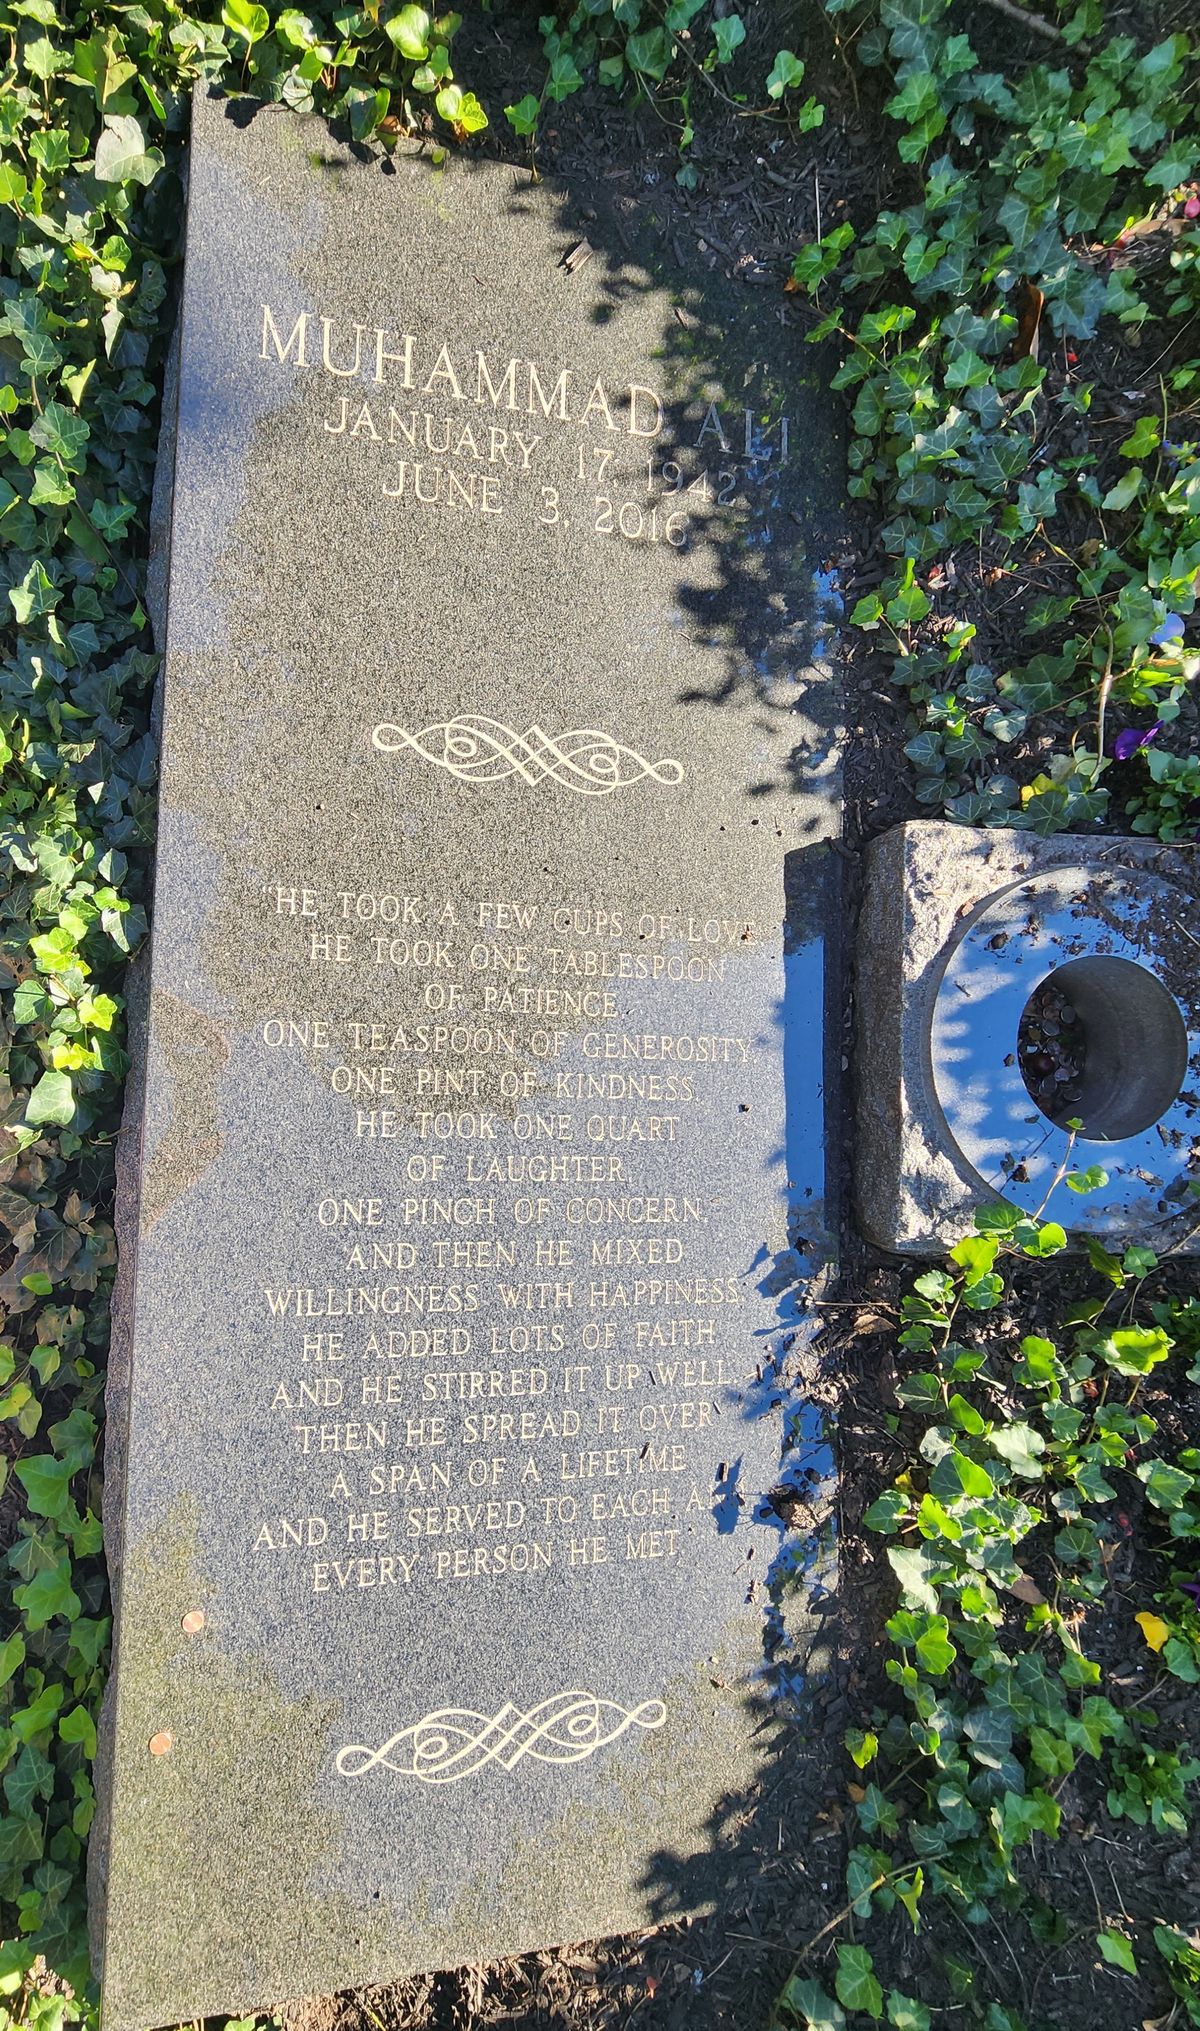 MUHAMMAD ALI
JANUARY 17, 1942
JUNE 3, 2016
"HE TOOK A FEW CUPS OF LOVE
HE TOOK ONE TABLESPOON
OF PATIENCE
ONE TEASPOON OF GENEROSITY,
ONE PINT OF KINDNESS
HE TOOK ONE QUART
OF LAUGHTER
ONE PINCH OF CONCERN.
AND THEN HE MIXED
WILLINGNESS WITH HAPPINESS.
HE ADDED LOTS OF FAITH
AND HE STIRRED IT UP WELL.
THEN HE SPREAD IT OVER
A SPAN OF A LIFETIME
AND HE SERVED TO EACH
EVERY PERSON HE MET